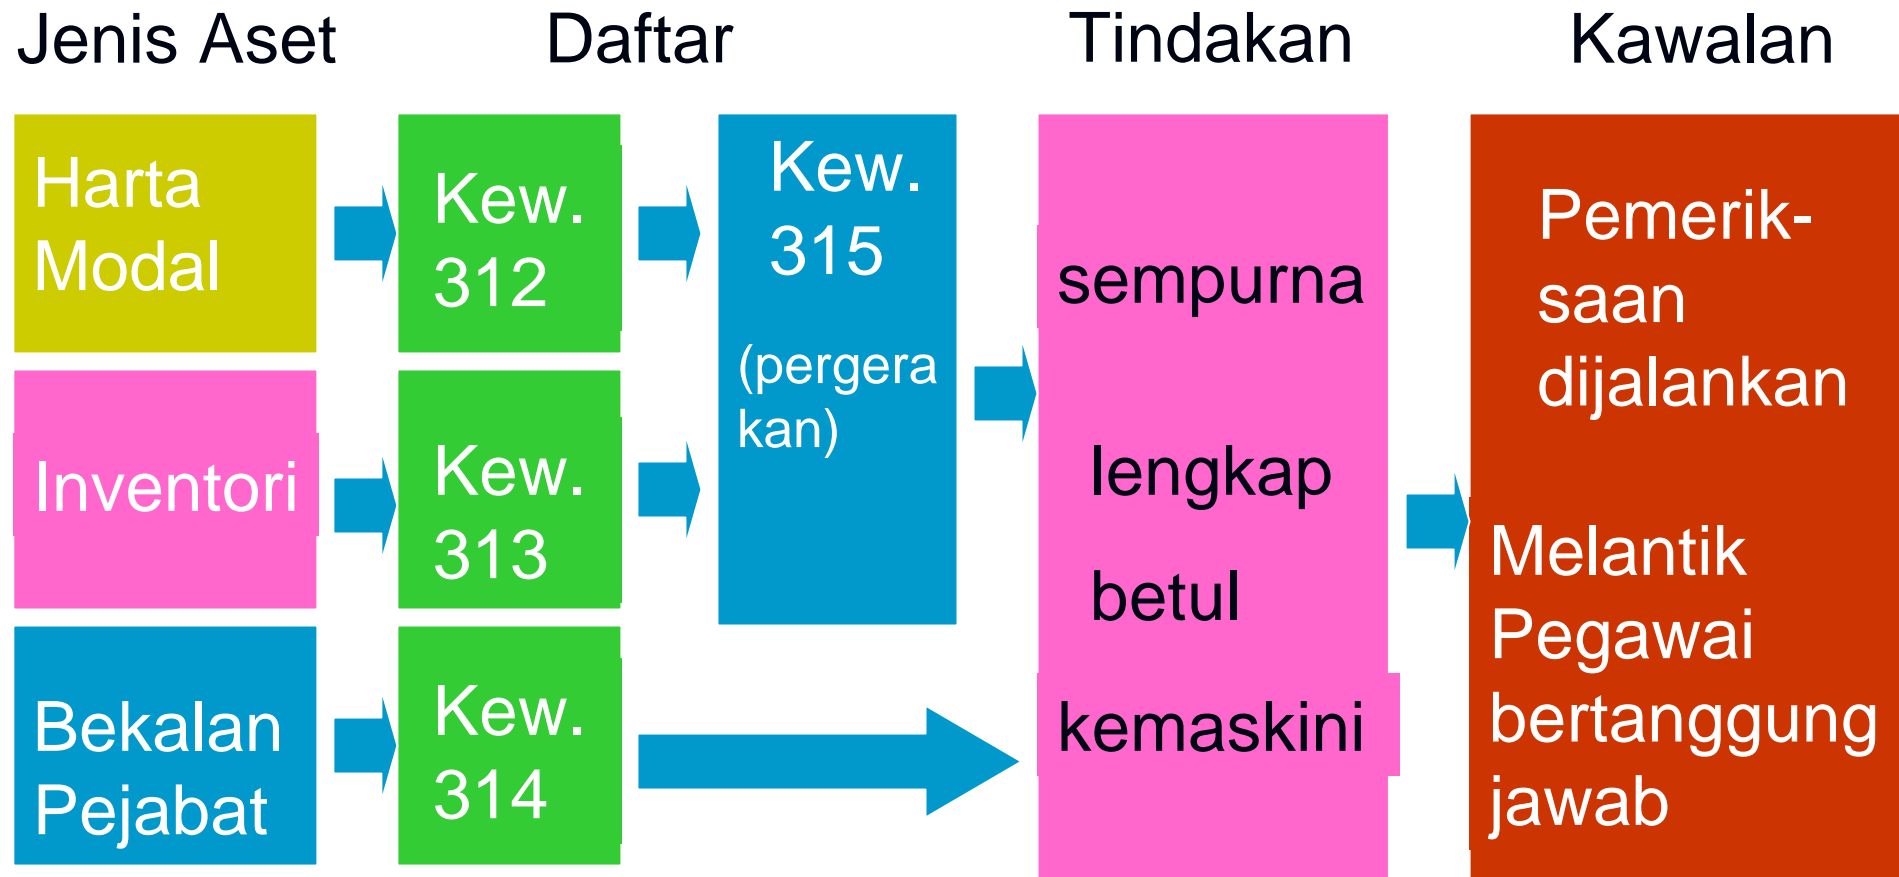 Jenis Aset
Daftar
Tindakan
Kawalan
Harta
Modal
Kew.
312
Kew.
315
(pergera
kan)
Inventori
Kew.
313
Bekalan
Pejabat
Kew.
314
sempurna
lengkap
betul
kemaskini
Pemerik-
saan
dijalankan
Melantik
Pegawai
bertanggung
jawab